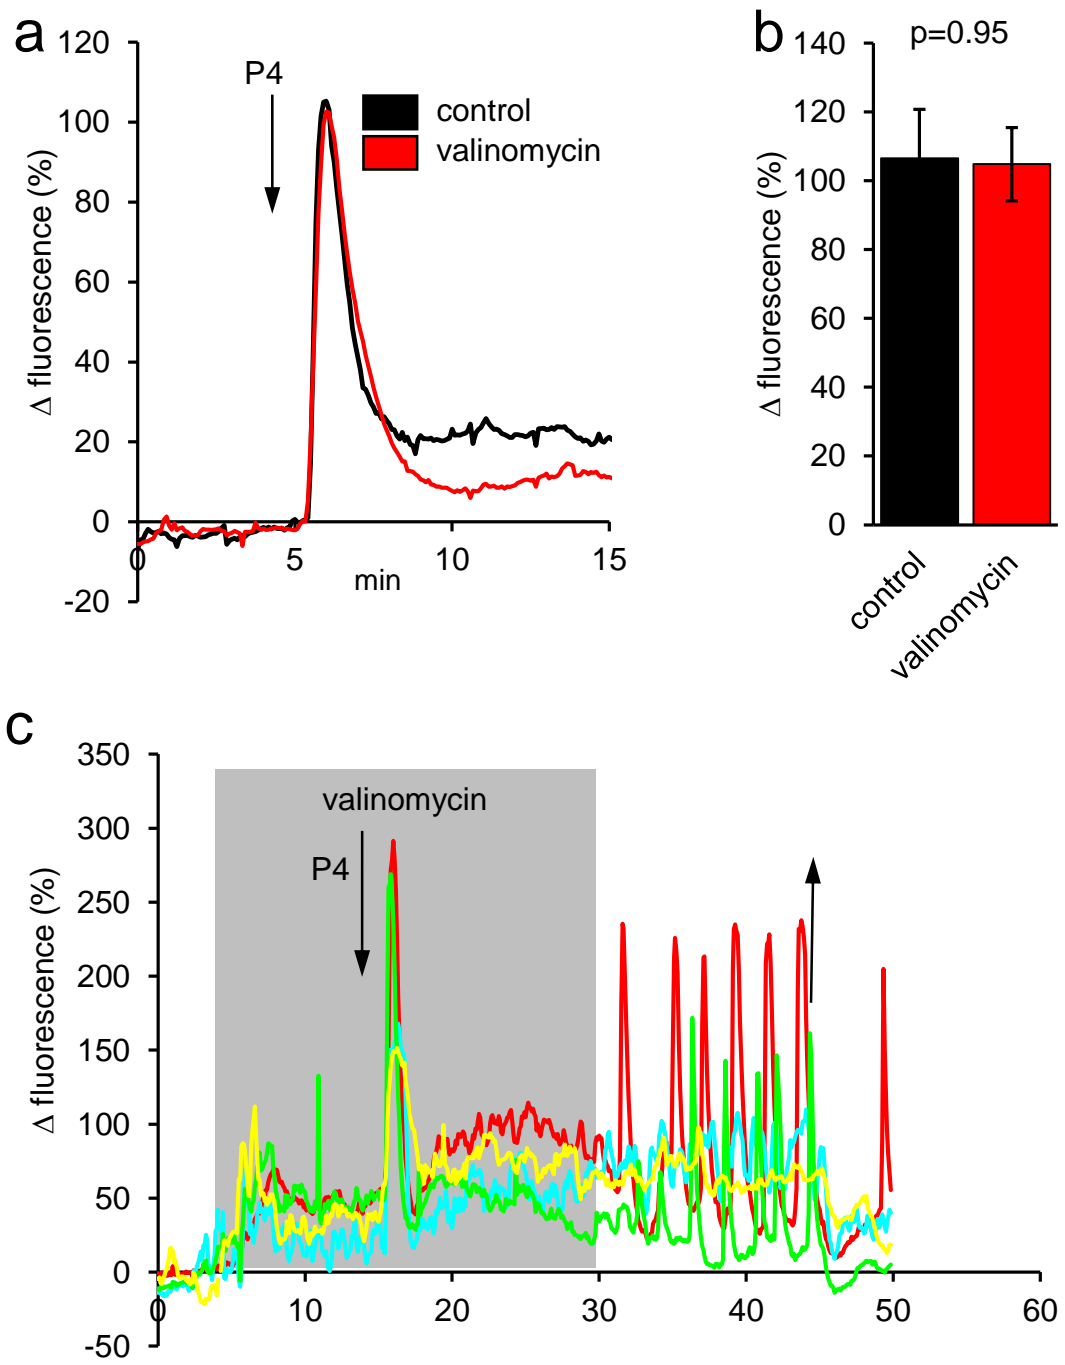 a
120
100
80
60
40
20
0
-20
Δ fluorescence (%)
P4
control
valinomycin
0
5
10
15
min
b
p=0.95
140
120
100
80
60
40
20
0
Δ fluorescence (%)
control
valinomycin
c
350
300
250
200
150
100
50
0
-50
Δ fluorescence (%)
valinomycin
P4
0
10
20
30
40
50
60